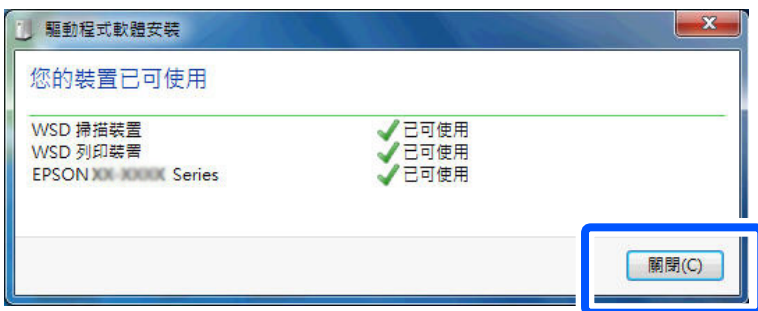 驅動程式軟體安裝
您的裝置已可使用
WSD 掃描裝置 已可使用
WSD 列印裝置 已可使用
EPSON Series 已可使用
關閉(C)